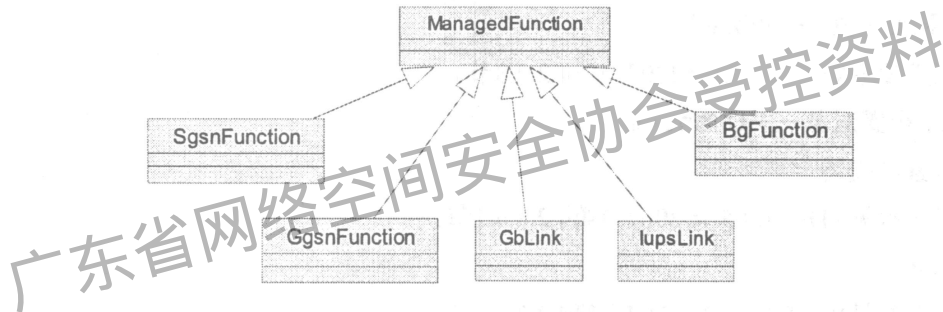 ManagedFunction
SgsnFunction
BgFunction
GgsnFunction
GbLink
IupsLink
广东省网络空间安全协会受控资料